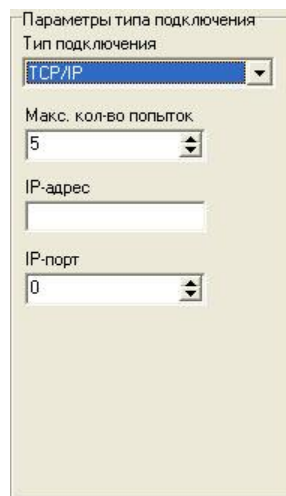 Параметры типа подключения
Тип подключения
TCP/IP
Макс. кол-во попыток
5
IP-адрес
IP-порт
0